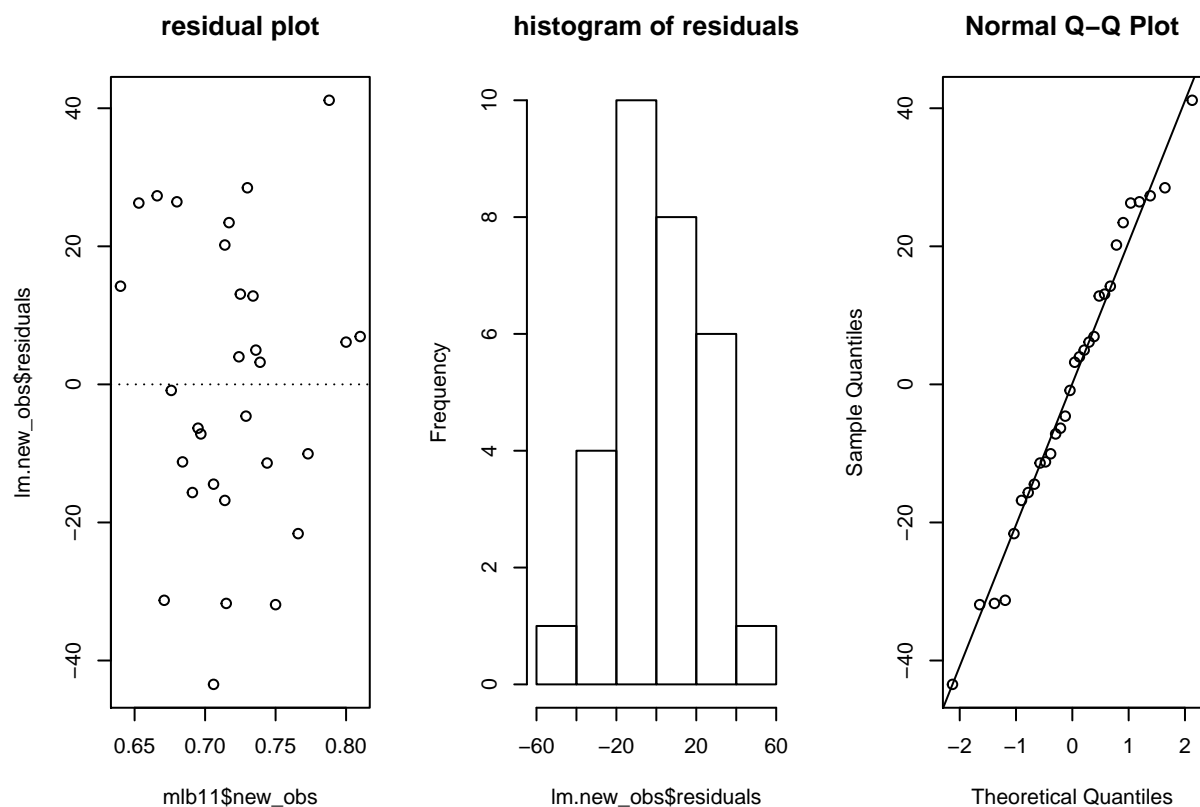 residual plot
40
20
0
−20
−40
lm.new_obs$residuals
0.65 0.70 0.75 0.80
mlb11$new_obs
histogram of residuals
10
8
6
4
2
0
Frequency
−60 −20 20 60
lm.new_obs$residuals
Normal Q−Q Plot
40
20
0
−20
−40
Sample Quantiles
−2 −1 0 1 2
Theoretical Quantiles